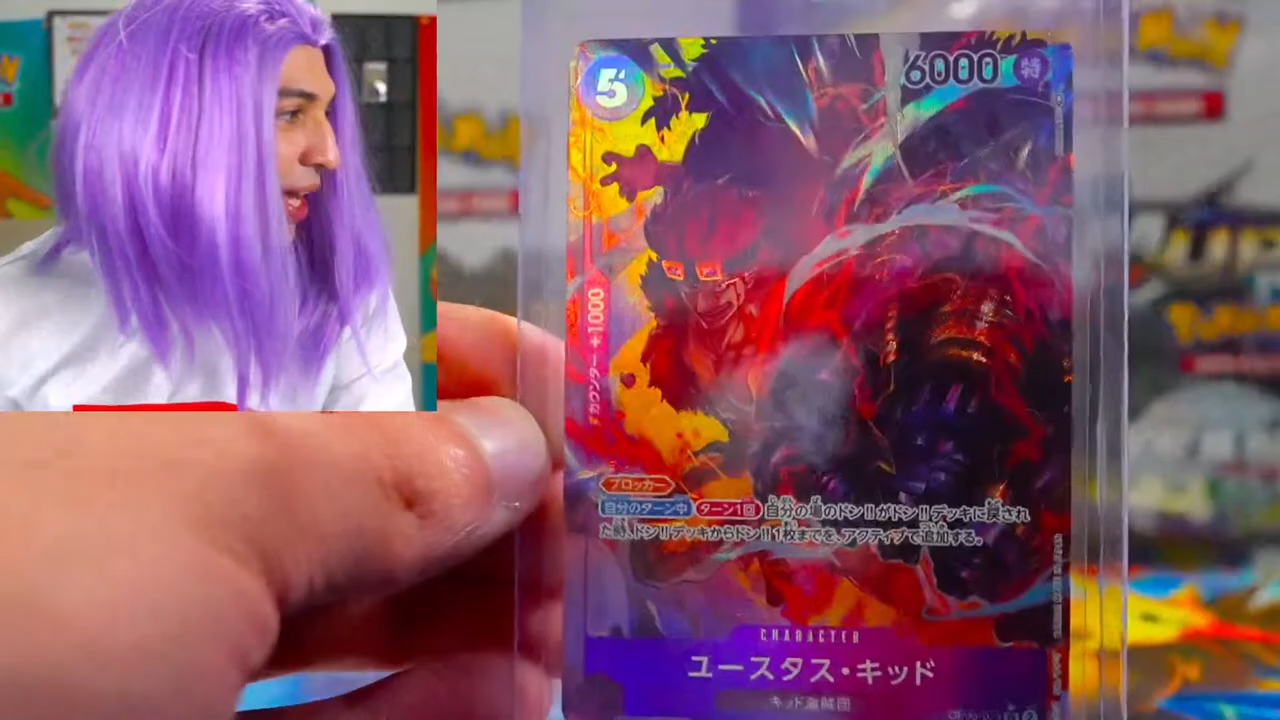 5
6000 特
カウンター +1000
ブロッカー
自分のターン中 ターン1回 自分の場のドン!!がドン!!デッキに戻され
た時、ドン!!デッキからドン!!1枚までを、アクティブで追加する。
CHARACTER
ユースタス・キッド
キッド海賊団